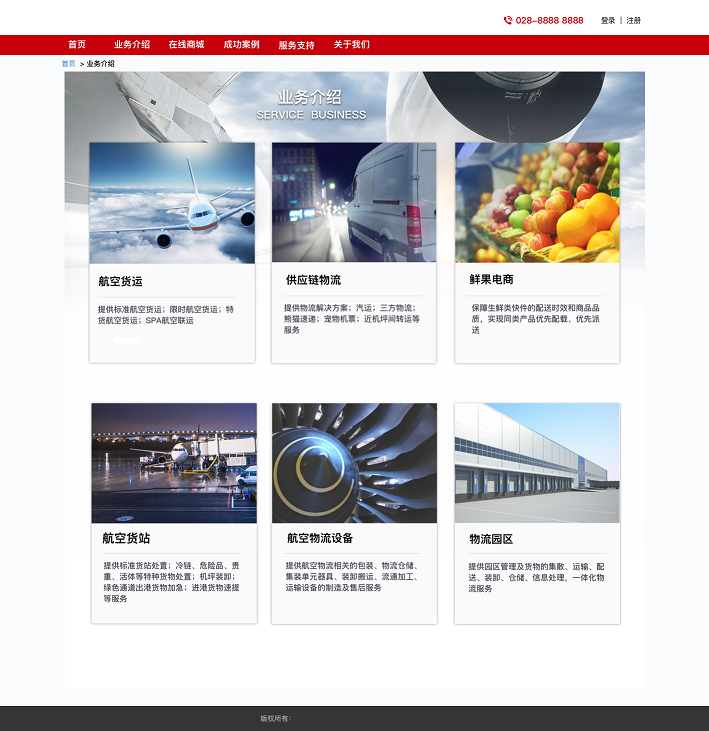 028-8888 8888 登录 | 注册
首页 业务介绍 在线商城 成功案例 服务支持 关于我们
首页 > 业务介绍
业务介绍
SERVICE BUSINESS
航空货运
提供标准航空货运；限时航空货运；特
货航空货运；SPA航空联运
供应链物流
提供物流解决方案；汽运；三方物流；
熊猫速递；宠物机票；近机坪间转运等
服务
鲜果电商
保障生鲜类快件的配送时效和商品品
质，实现同类产品优先配载、优先派
送
航空货站
提供标准货站处置；冷链、危险品、贵
重、活体等特种货物处置；机坪装卸；
绿色通道出港货物加急；进港货物速提
等服务
航空物流设备
提供航空物流相关的包装、物流仓储、
集装单元器具、装卸搬运、流通加工、
运输设备的制造及售后服务
物流园区
提供园区管理及货物的集散、运输、配
送、装卸、仓储、信息处理，一体化物
流服务
版权所有：